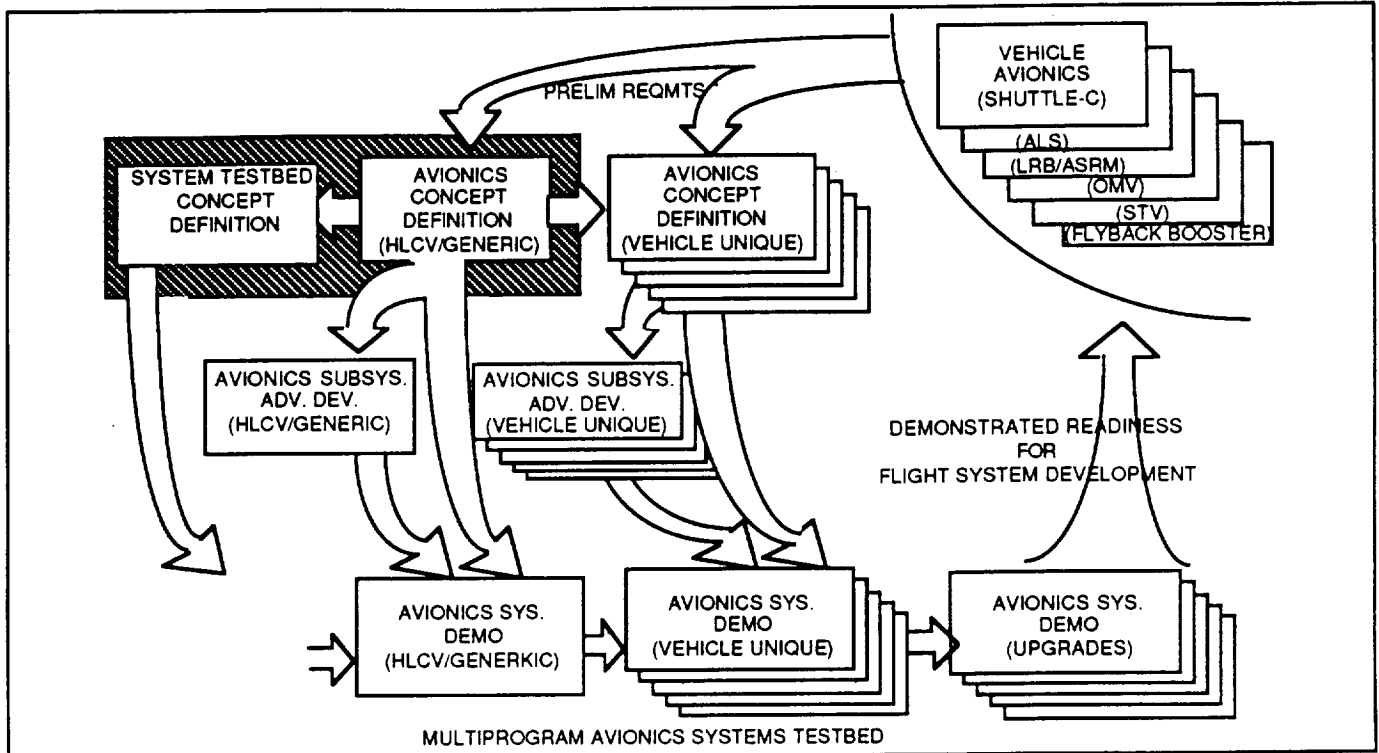 VEHICLE
AVIONICS
(SHUTTLE-C)
(ALS)
(LRB/ASRM)
(OMV)
(STV)
(FLYBACK BOOSTER)
PRELIM REQMTS
SYSTEM TESTBED
CONCEPT
DEFINITION
AVIONICS
CONCEPT
DEFINITION
(HLCV/GENERIC)
AVIONICS
CONCEPT
DEFINITION
(VEHICLE UNIQUE)
AVIONICS SUBSYS.
ADV. DEV.
(HLCV/GENERIC)
AVIONICS SUBSYS.
ADV. DEV.
(VEHICLE UNIQUE)
DEMONSTRATED READINESS
FOR
FLIGHT SYSTEM DEVELOPMENT
AVIONICS SYS.
DEMO
(HLCV/GENERKIC)
AVIONICS SYS.
DEMO
(VEHICLE UNIQUE)
AVIONICS SYS.
DEMO
(UPGRADES)
MULTIPROGRAM AVIONICS SYSTEMS TESTBED